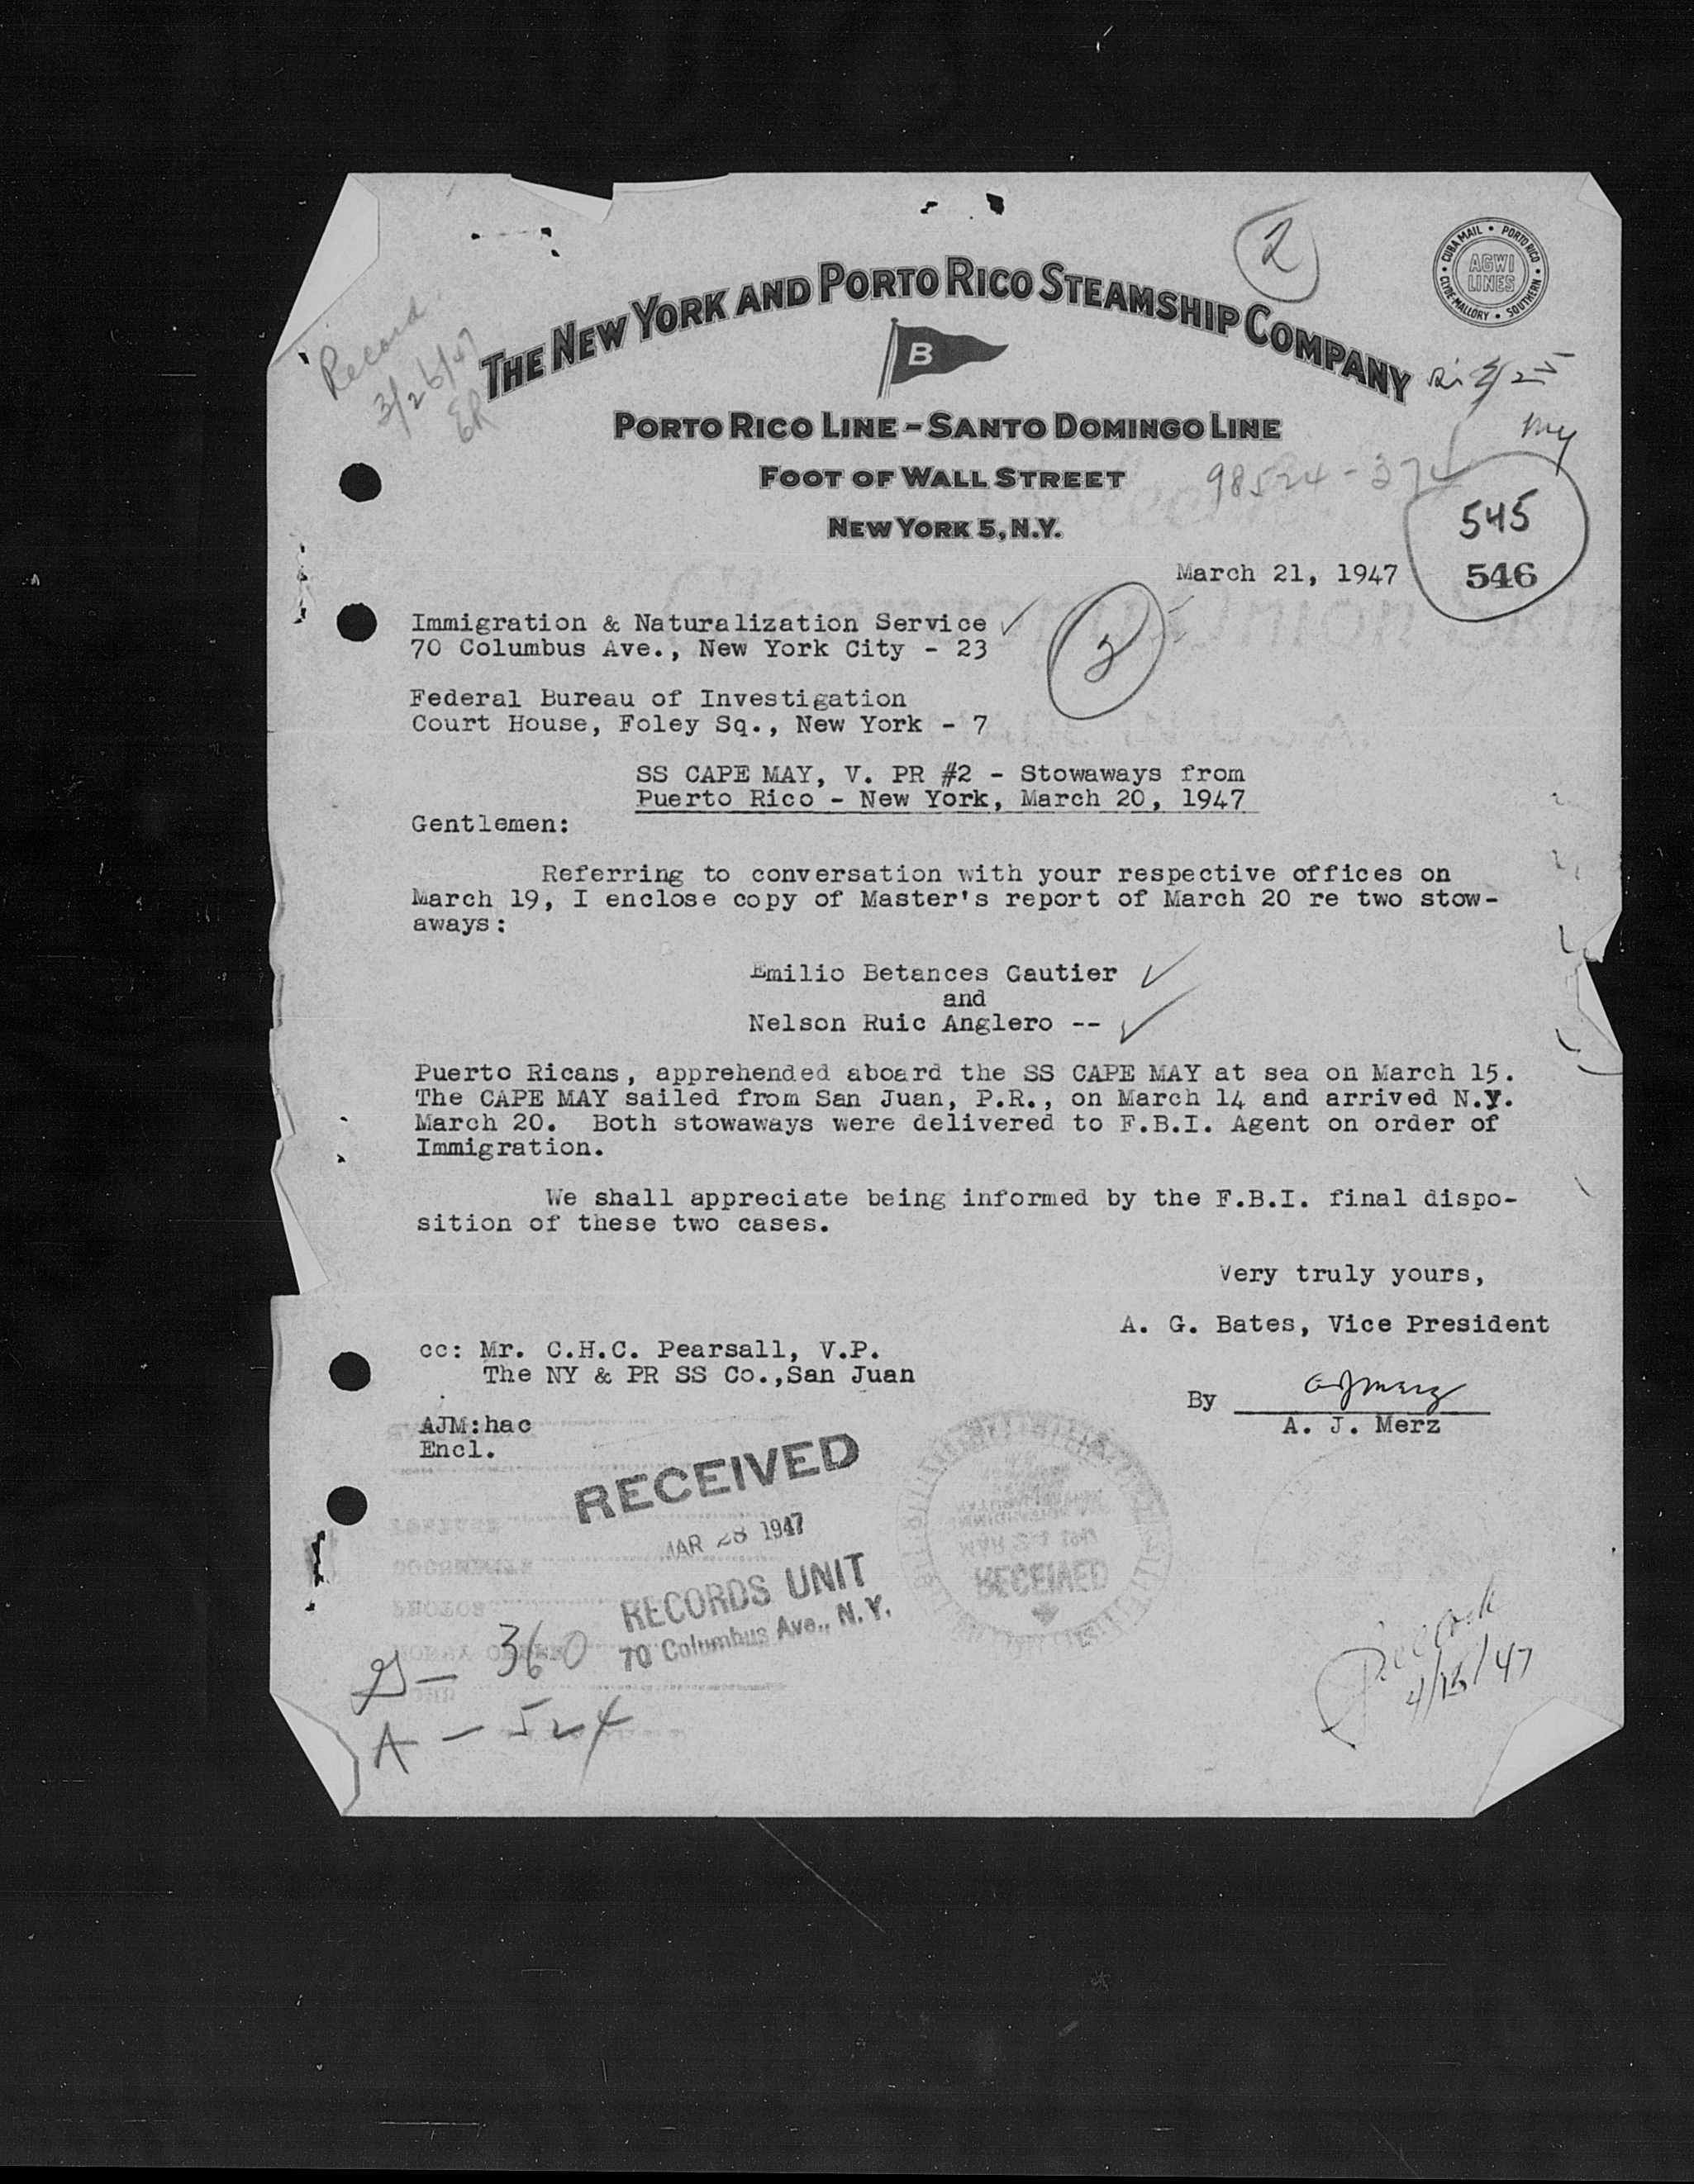 2
CUBA MAIL • PORTO RICO • SOUTHERN • CLYDE-MALLORY •
AGWI
LINES
THE NEW YORK AND PORTO RICO STEAMSHIP COMPANY
B
Record
3/26/47
ER
PORTO RICO LINE - SANTO DOMINGO LINE
FOOT OF WALL STREET
98524-374
NEW YORK 5, N.Y.
545
546
March 21, 1947
Immigration & Naturalization Service
70 Columbus Ave., New York City - 23
2
Federal Bureau of Investigation
Court House, Foley Sq., New York - 7
SS CAPE MAY, V. PR #2 - Stowaways from
Puerto Rico - New York, March 20, 1947
Gentlemen:
Referring to conversation with your respective offices on
March 19, I enclose copy of Master's report of March 20 re two stow-
aways:
Emilio Betances Gautier
and
Nelson Ruic Anglero --
Puerto Ricans, apprehended aboard the SS CAPE MAY at sea on March 15.
The CAPE MAY sailed from San Juan, P.R., on March 14 and arrived N.Y.
March 20. Both stowaways were delivered to F.B.I. Agent on order of
Immigration.
We shall appreciate being informed by the F.B.I. final dispo-
sition of these two cases.
Very truly yours,
A. G. Bates, Vice President
cc: Mr. C.H.C. Pearsall, V.P.
The NY & PR SS Co.,San Juan
By AJMerz
A. J. Merz
AJM:hac
Encl.
RECEIVED
MAR 28 1947
RECORDS UNIT
70 Columbus Ave., N.Y.
RECEIVED
360
A - 524
4/15/47